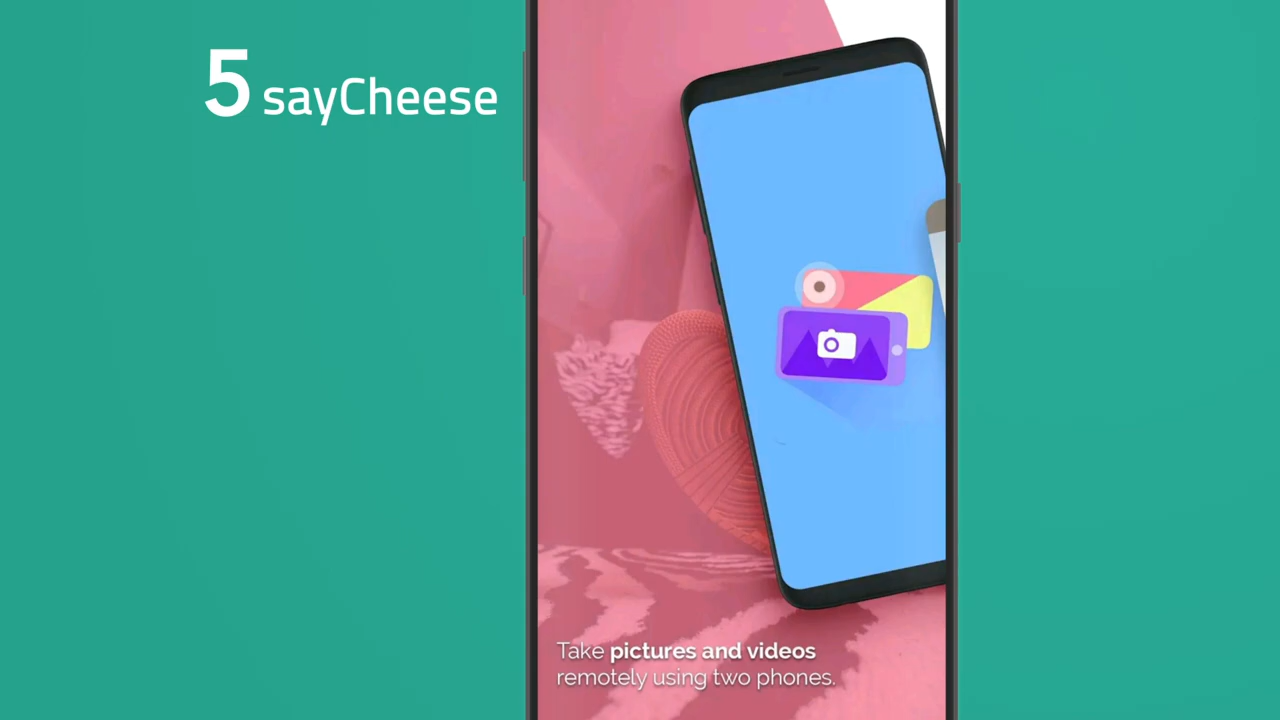 5 sayCheese
Take pictures and videos
remotely using two phones.